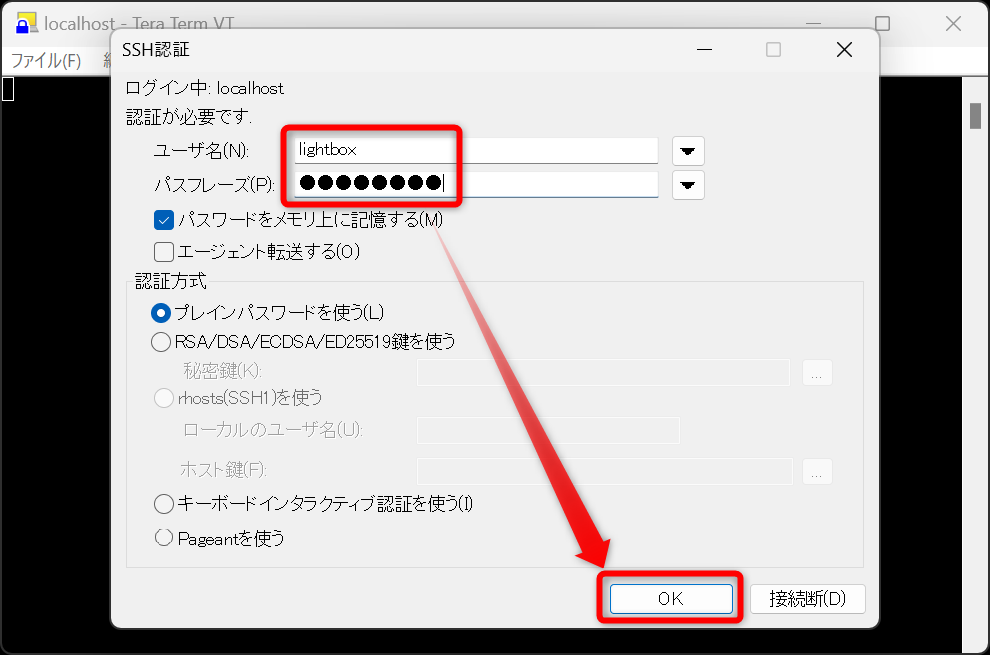 localhost - Tera Term VT
ファイル(F)
SSH認証
ログイン中: localhost
認証が必要です.
ユーザ名(N):
lightbox
パスフレーズ(P):
●●●●●●●●
パスワードをメモリ上に記憶する(M)
エージェント転送する(O)
認証方式
プレインパスワードを使う(L)
RSA/DSA/ECDSA/ED25519鍵を使う
秘密鍵(K):
...
rhosts(SSH1)を使う
ローカルのユーザ名(U):
ホスト鍵(F):
...
キーボードインタラクティブ認証を使う(I)
Pageantを使う
OK
接続断(D)